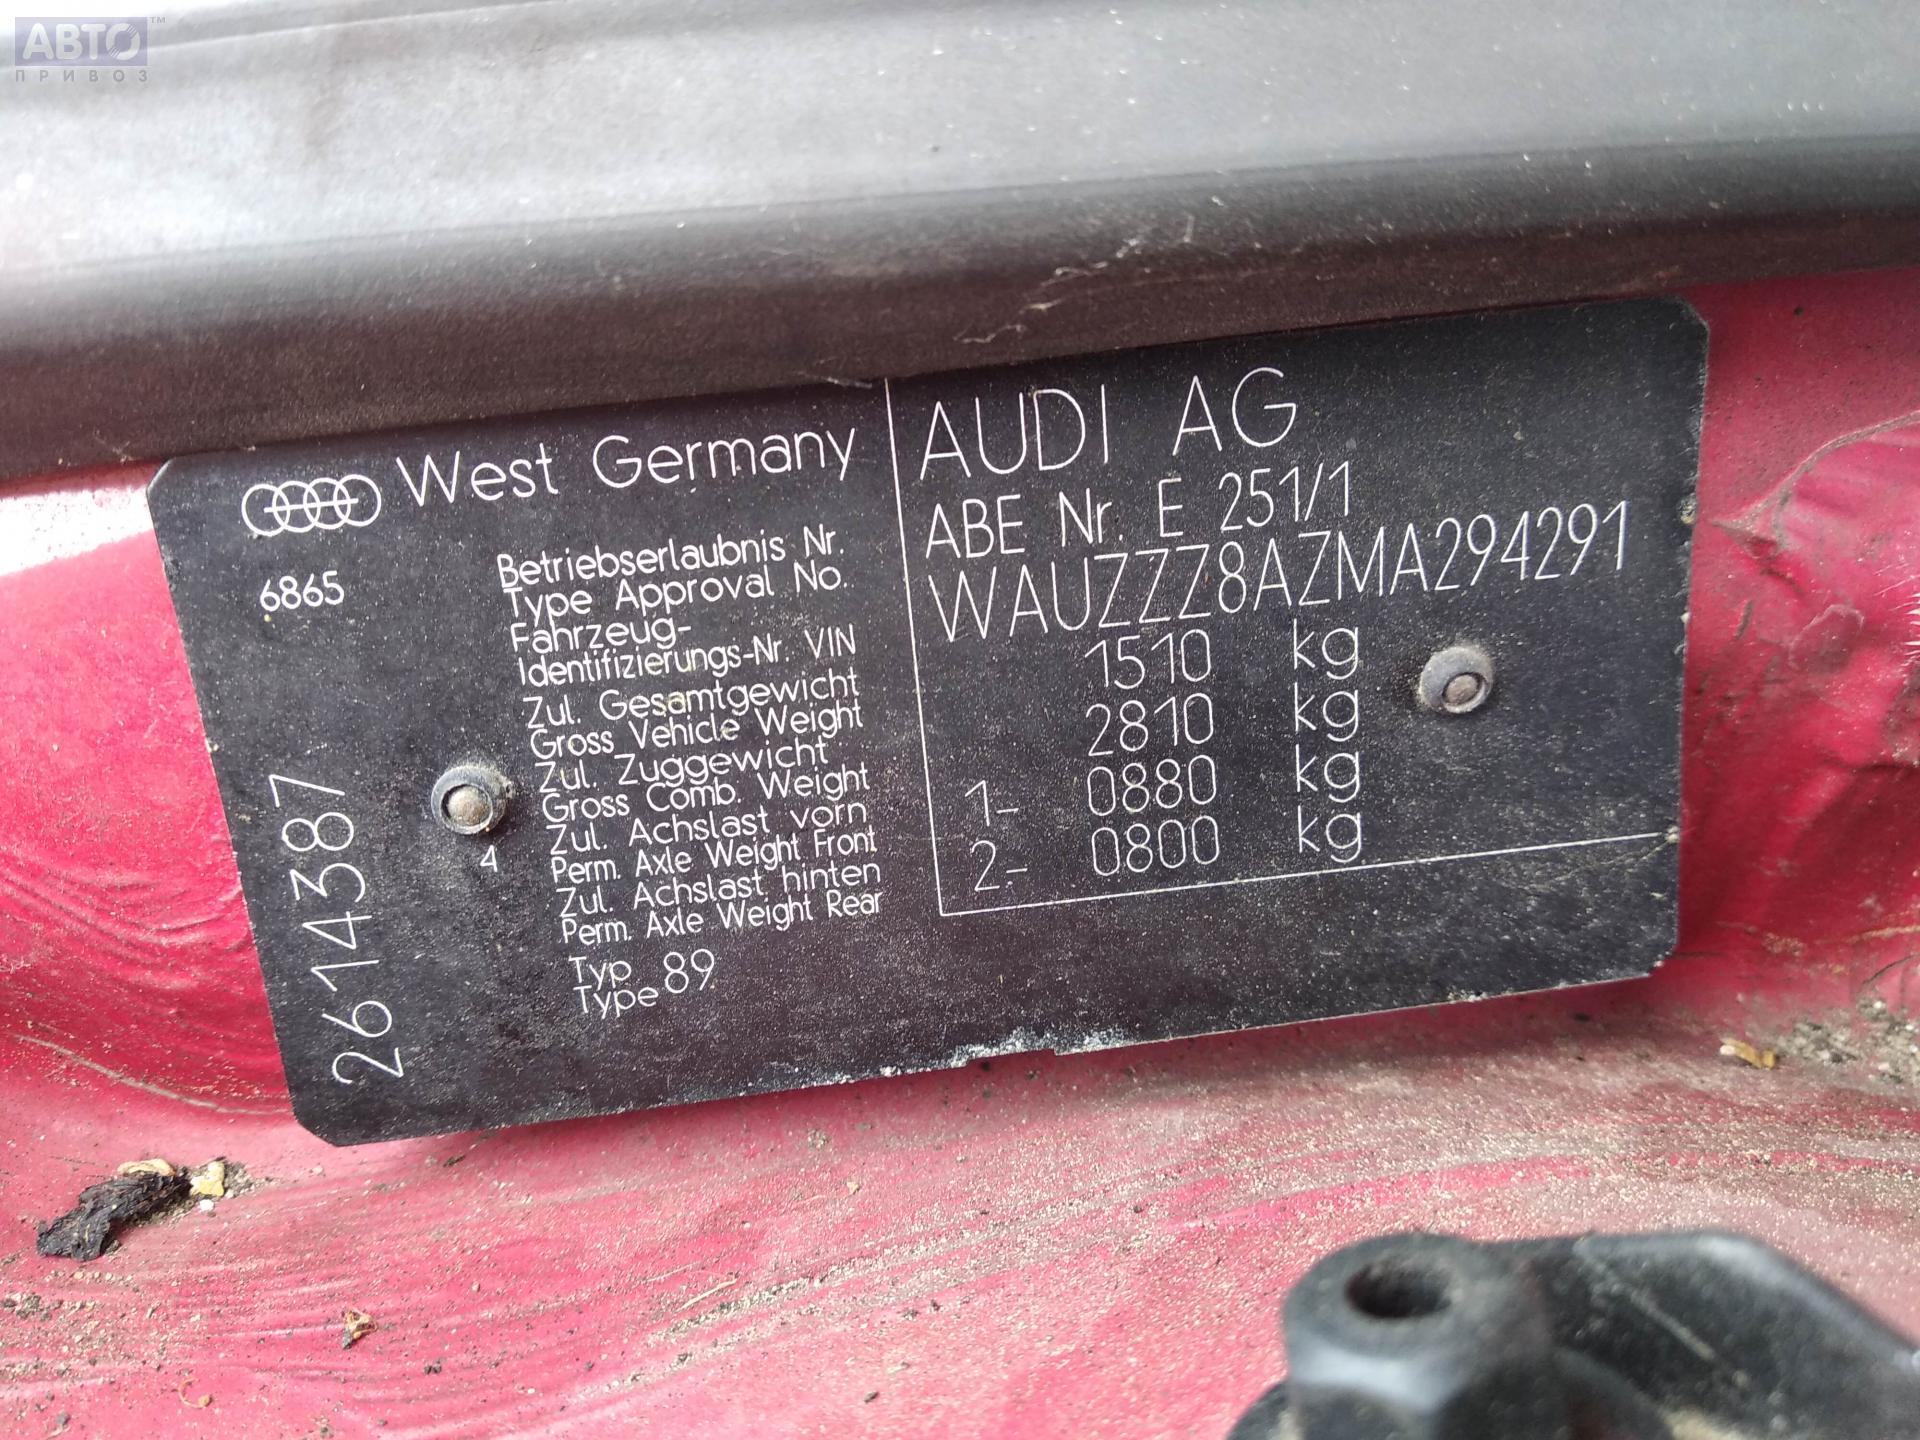 АВТО™
ПРИВОЗ
West Germany
6865
Betriebserlaubnis Nr.
Type Approval No.
Fahrzeug-
Identifizierungs-Nr. VIN
Zul. Gesamtgewicht
Gross Vehicle Weight
Zul. Zuggewicht
Gross Comb. Weight
Zul. Achslast vorn
Perm. Axle Weight Front
Zul. Achslast hinten
Perm. Axle Weight Rear
Typ
Type 89
4
2614387
AUDI AG
ABE Nr. E 251/1
WAUZZZ8AZMA294291
1510 kg
2810 kg
1- 0880 kg
2- 0800 kg